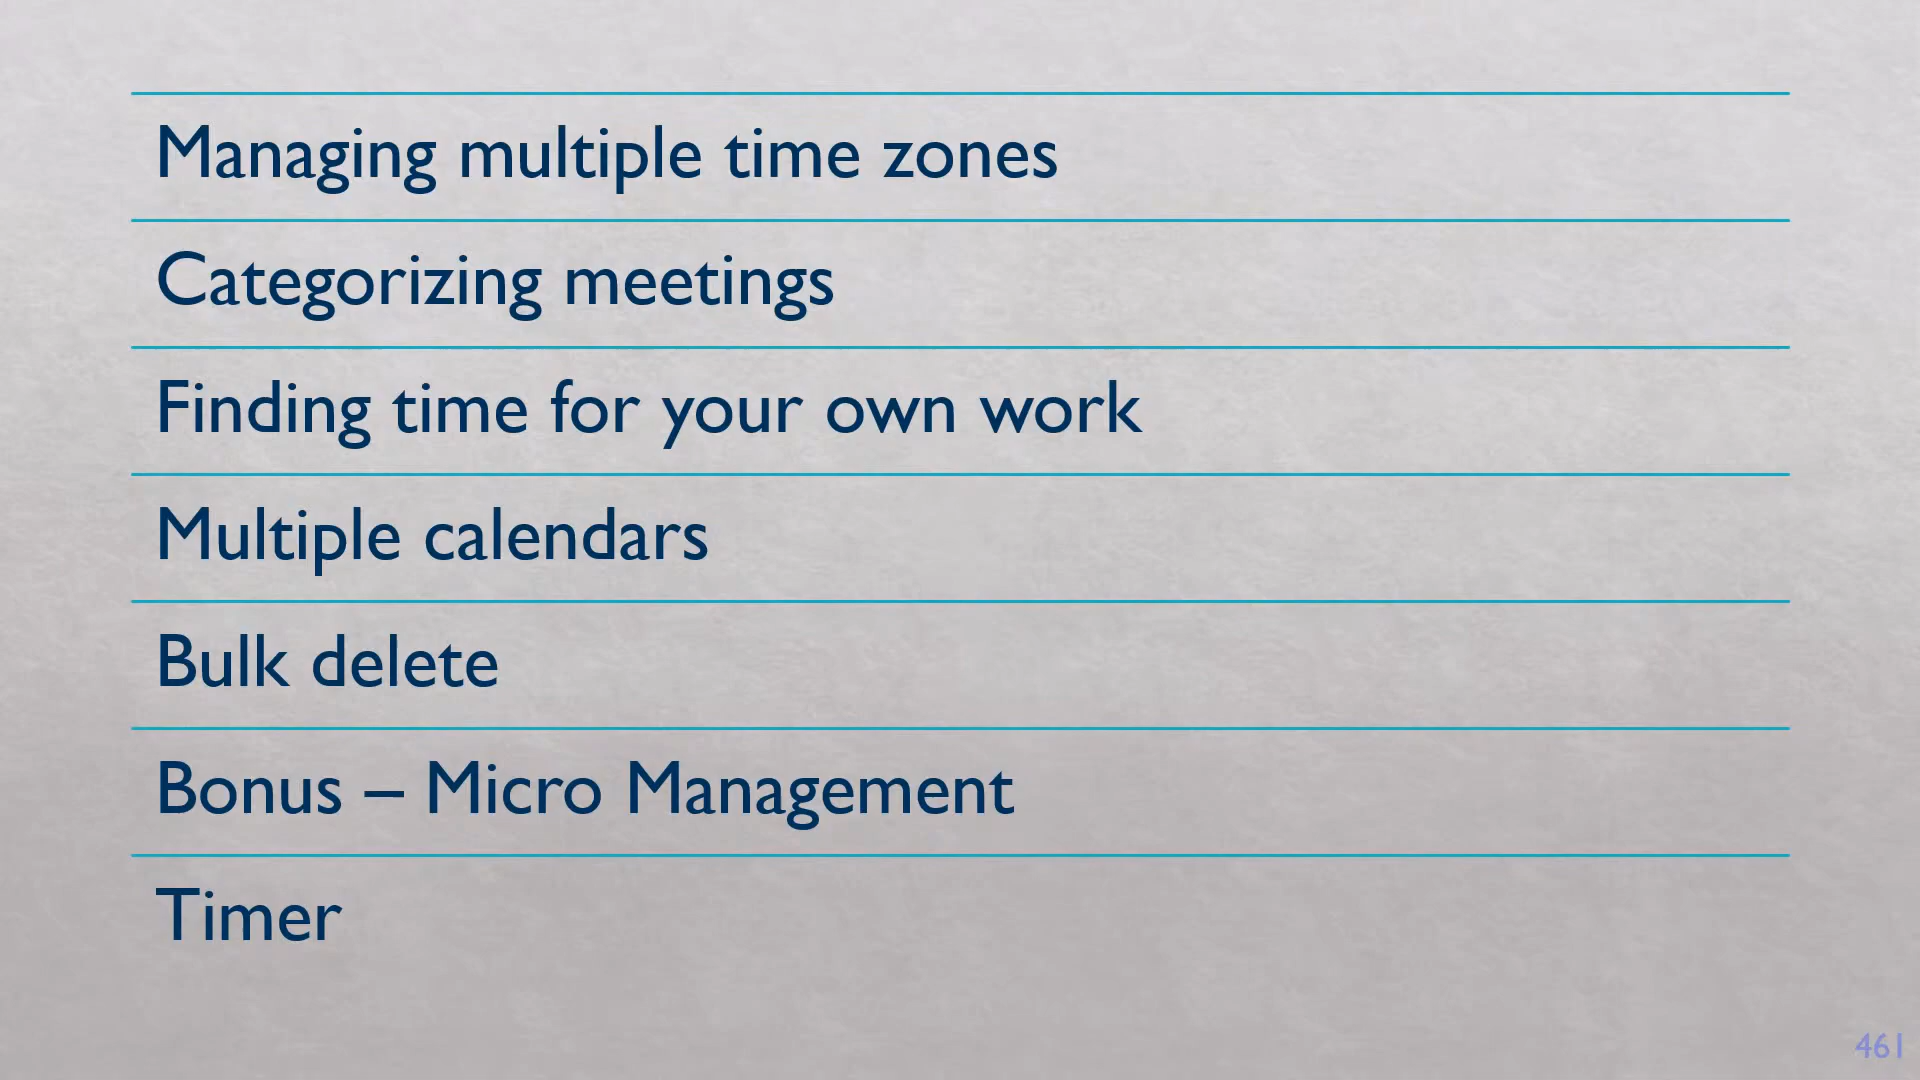 Managing multiple time zones
Categorizing meetings
Finding time for your own work
Multiple calendars
Bulk delete
Bonus – Micro Management
Timer
461